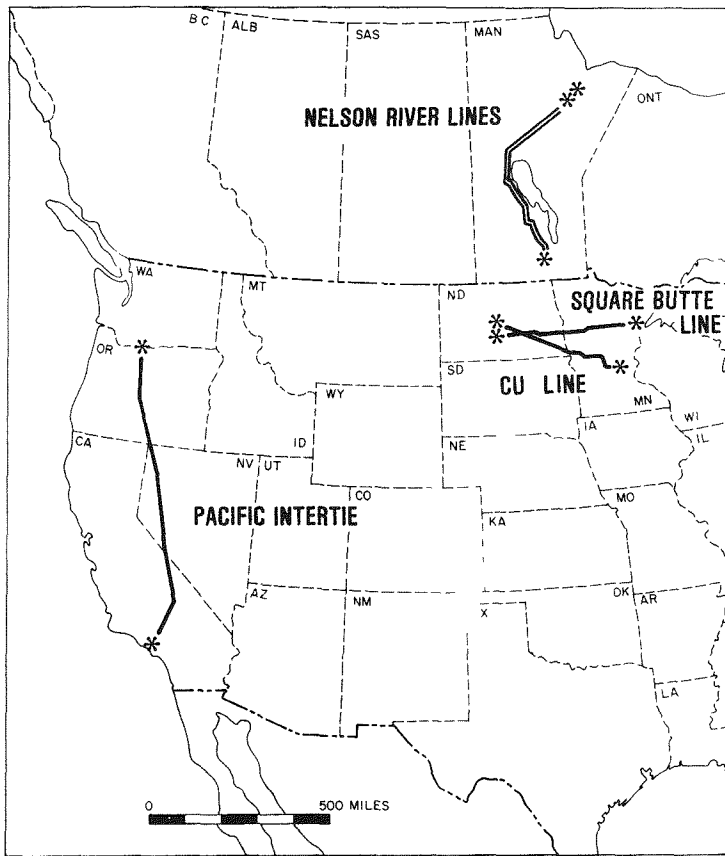 BC
ALB
SAS
MAN
ONT
NELSON RIVER LINES
WA
MT
ND
SQUARE BUTTE
LINE
OR
SD
CU LINE
MN
WI
WY
CA
ID
NE
IA
IL
NV
UT
CO
MO
PACIFIC INTERTIE
KA
AZ
NM
OK
AR
X
LA
0
500 MILES